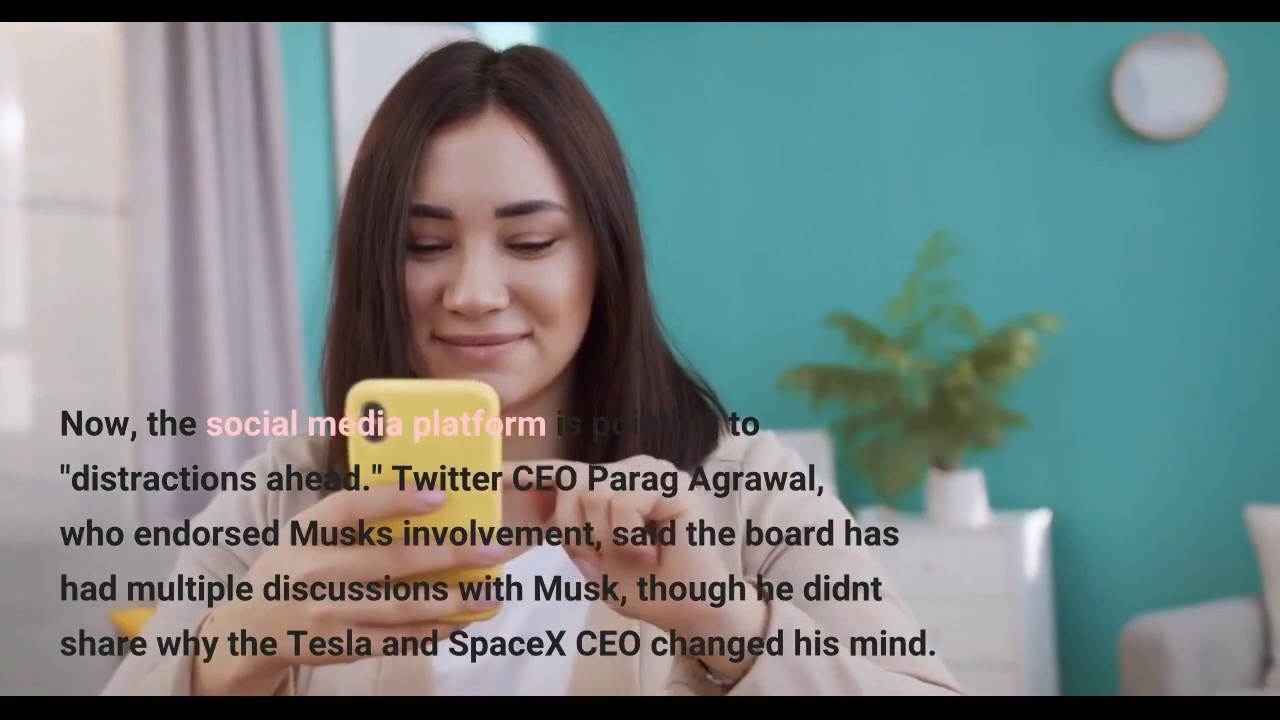 Now, the social media platform is pointing to
"distractions ahead." Twitter CEO Parag Agrawal,
who endorsed Musks involvement, said the board has
had multiple discussions with Musk, though he didnt
share why the Tesla and SpaceX CEO changed his mind.